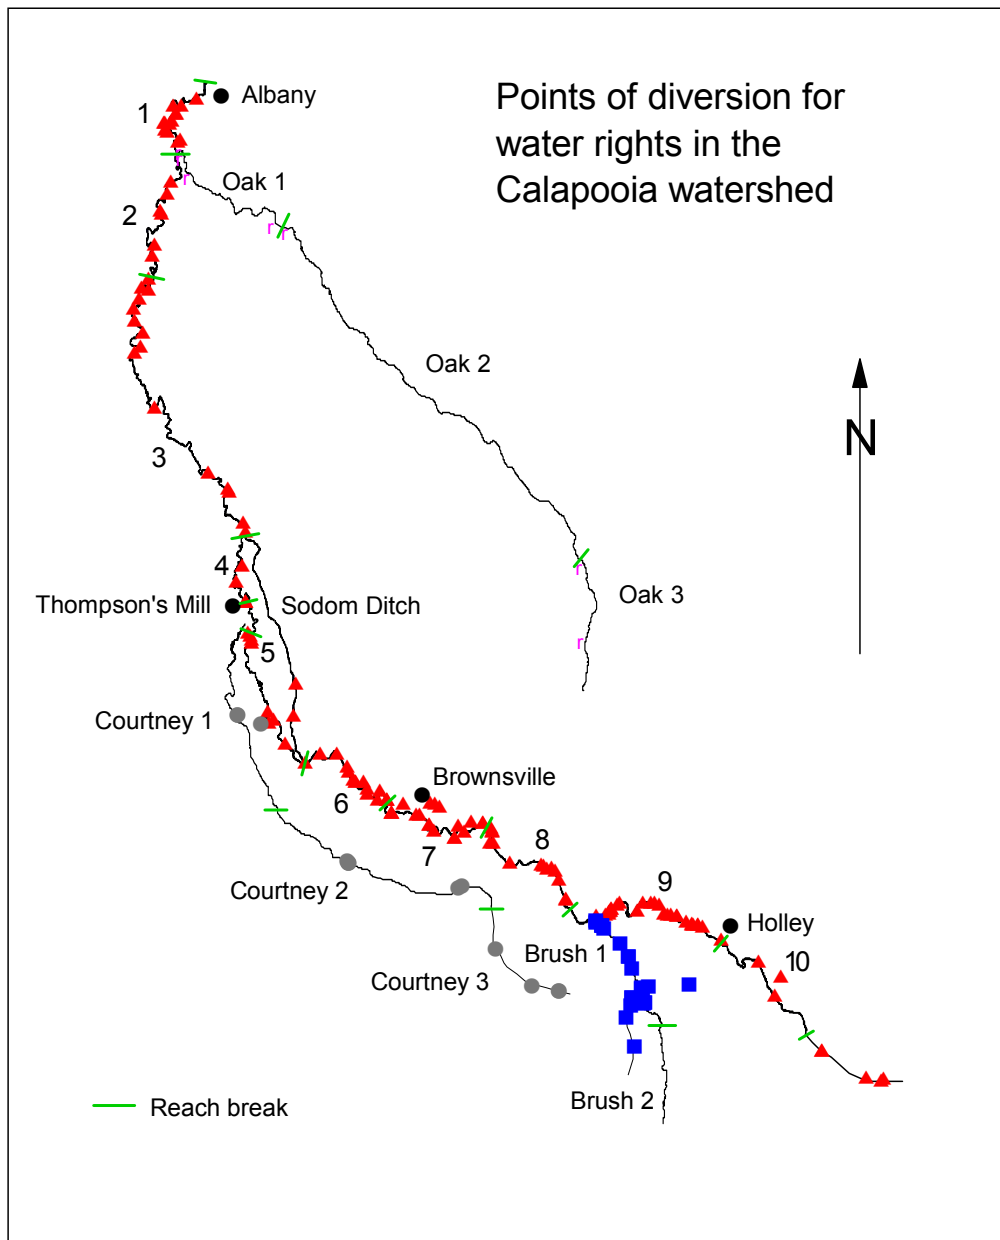 Points of diversion for
water rights in the
Calapooia watershed
Albany
1
r
r
Oak 1
2
r
r
Oak 2
N
3
4
r
Oak 3
Thompson's Mill
Sodom Ditch
r
5
Courtney 1
Brownsville
6
7
8
Courtney 2
9
Holley
Brush 1
10
Courtney 3
Brush 2
Reach break